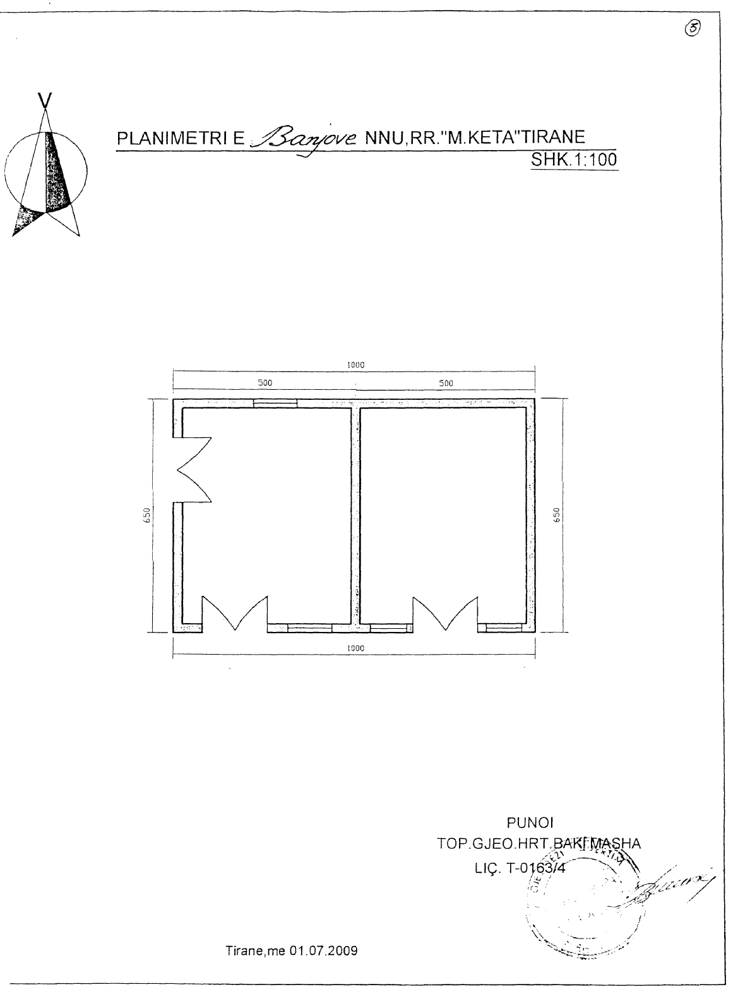 3
V
PLANIMETRI E Banjove NNU,RR."M.KETA"TIRANE
SHK.1:100
1000
500 500
650
650
1000
PUNOI
TOP.GJEO.HRT.BAKI MASHA
LIÇ. T-0163/4
Tirane,me 01.07.2009